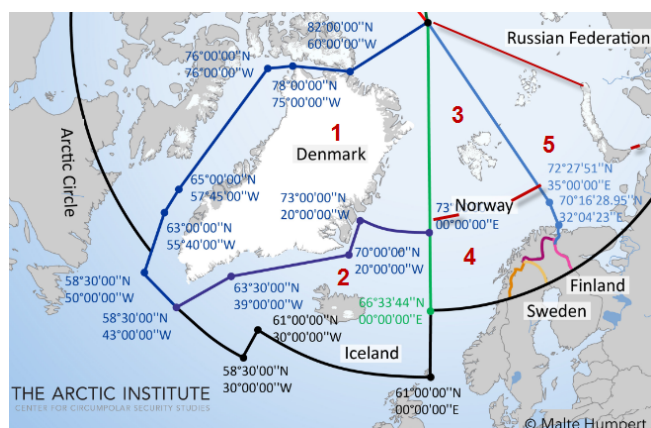 82°00'00''N
60°00'00''W
Russian Federation
76°00'00''N
76°00'00''W
78°00'00''N
75°00'00''W
1
3
Denmark
5
Arctic Circle
65°00'00''N
57°45'00''W
72°27'51''N
35°00'00''E
73°00'00''N
20°00'00''W
73°
Norway
00°00'00''E
70°16'28.95''N
32°04'23''E
63°00'00''N
55°40'00''W
4
70°00'00''N
20°00'00''W
2
58°30'00''N
50°00'00''W
63°30'00''N
39°00'00''W
Finland
66°33'44''N
00°00'00''E
Sweden
58°30'00''N
43°00'00''W
61°00'00''N
30°00'00''W
Iceland
58°30'00''N
30°00'00''W
61°00'00''N
00°00'00''E
THE ARCTIC INSTITUTE
CENTER FOR CIRCUMPOLAR SECURITY STUDIES
© Malte Humpert